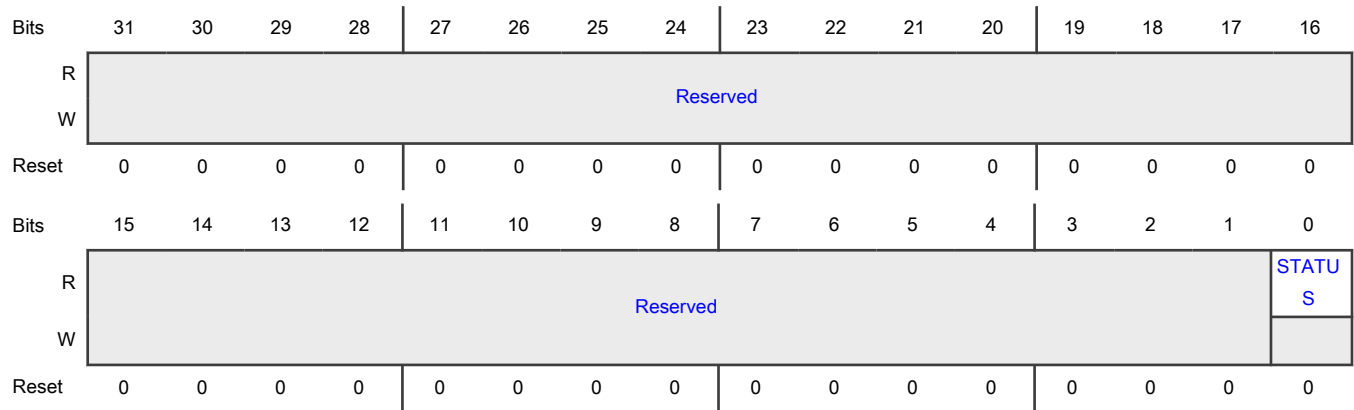 Bits 31 30 29 28 27 26 25 24 23 22 21 20 19 18 17 16
R
Reserved
W
Reset 0 0 0 0 0 0 0 0 0 0 0 0 0 0 0 0
Bits 15 14 13 12 11 10 9 8 7 6 5 4 3 2 1 0
R STATU
S
Reserved
W
Reset 0 0 0 0 0 0 0 0 0 0 0 0 0 0 0 0